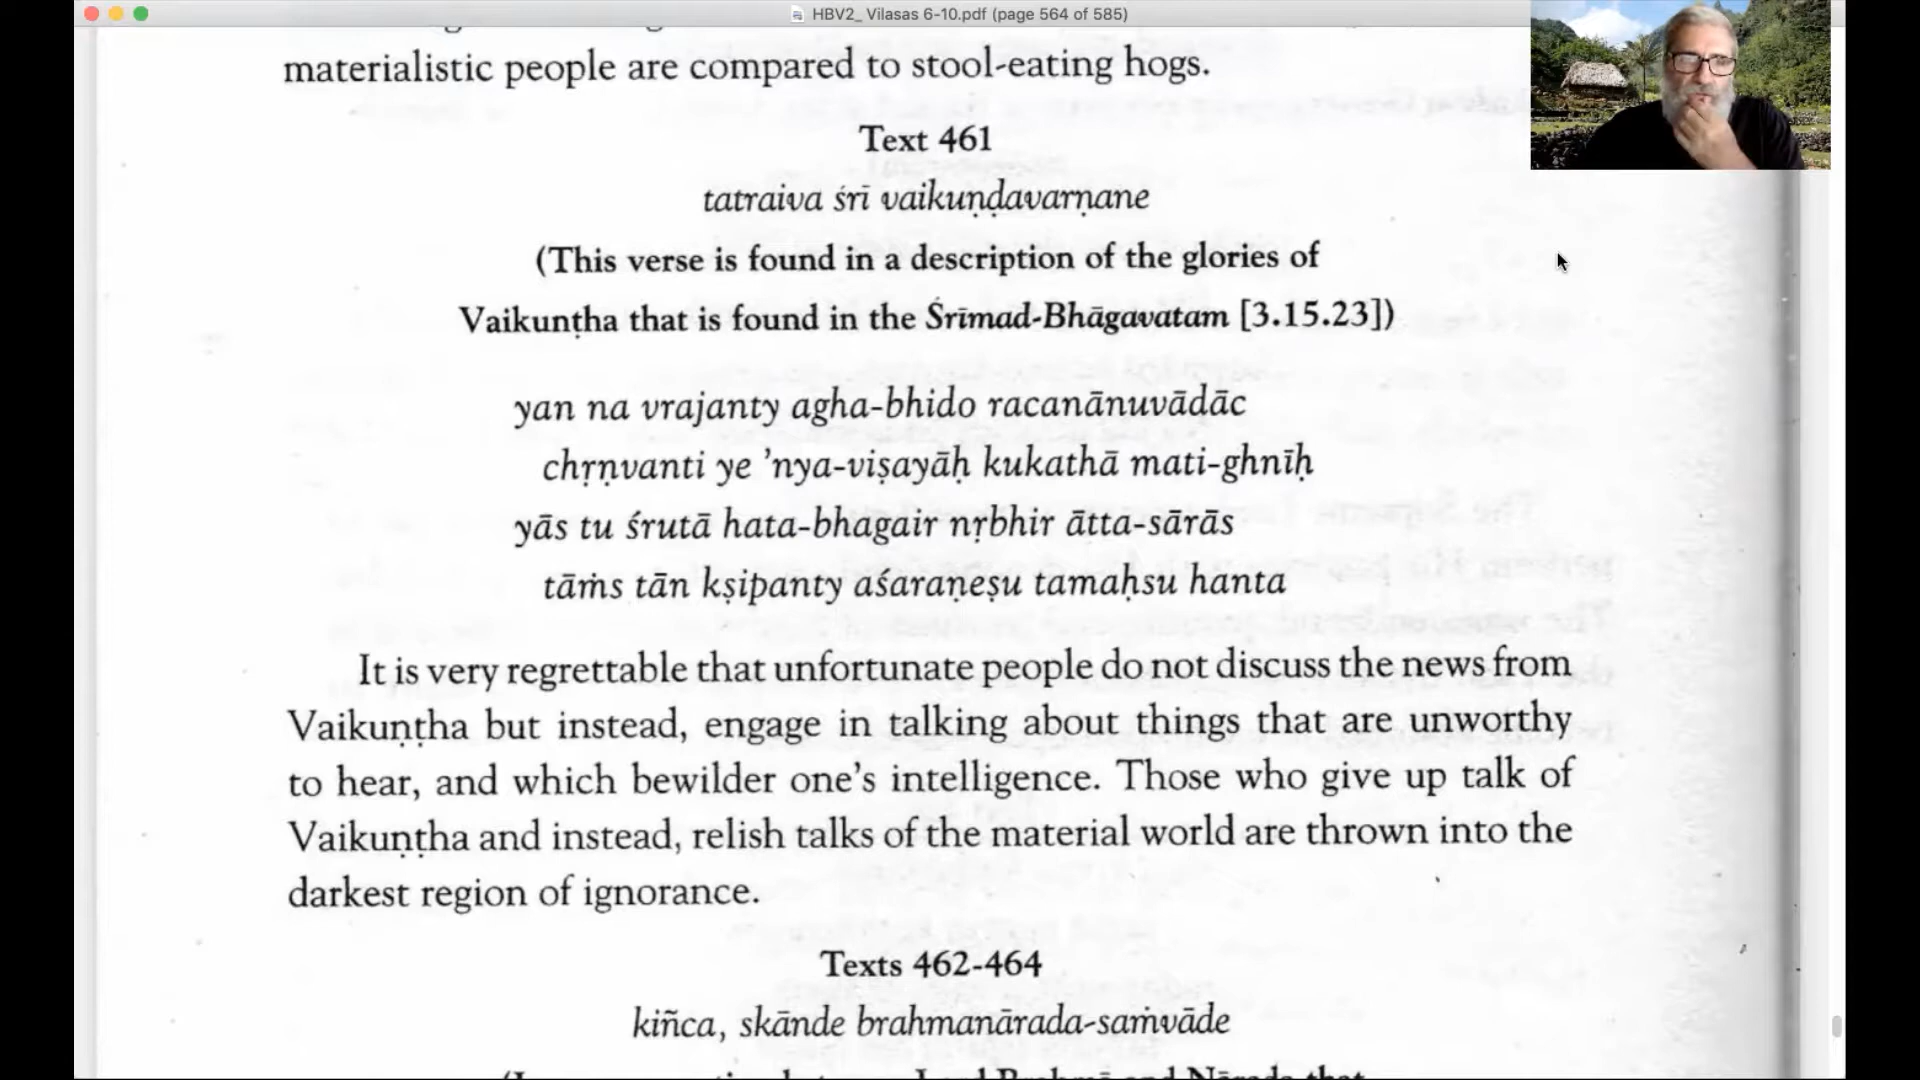 HBV2_ Vilasas 6-10.pdf (page 564 of 585)
materialistic people are compared to stool-eating hogs.
Text 461
tatraiva śrī vaikuṇḍavarṇane
(This verse is found in a description of the glories of
Vaikuṇṭha that is found in the Śrīmad-Bhāgavatam [3.15.23])
yan na vrajanty agha-bhido racanānuvādāc
chṛṇvanti ye 'nya-viṣayāḥ kukathā mati-ghnīḥ
yās tu śrutā hata-bhagair nṛbhir ātta-sārās
tāṁs tān kṣipanty aśaraṇeṣu tamaḥsu hanta
It is very regrettable that unfortunate people do not discuss the news from
Vaikuṇṭha but instead, engage in talking about things that are unworthy
to hear, and which bewilder one's intelligence. Those who give up talk of
Vaikuṇṭha and instead, relish talks of the material world are thrown into the
darkest region of ignorance.
Texts 462-464
kiñca, skānde brahmanārada-saṁvāde